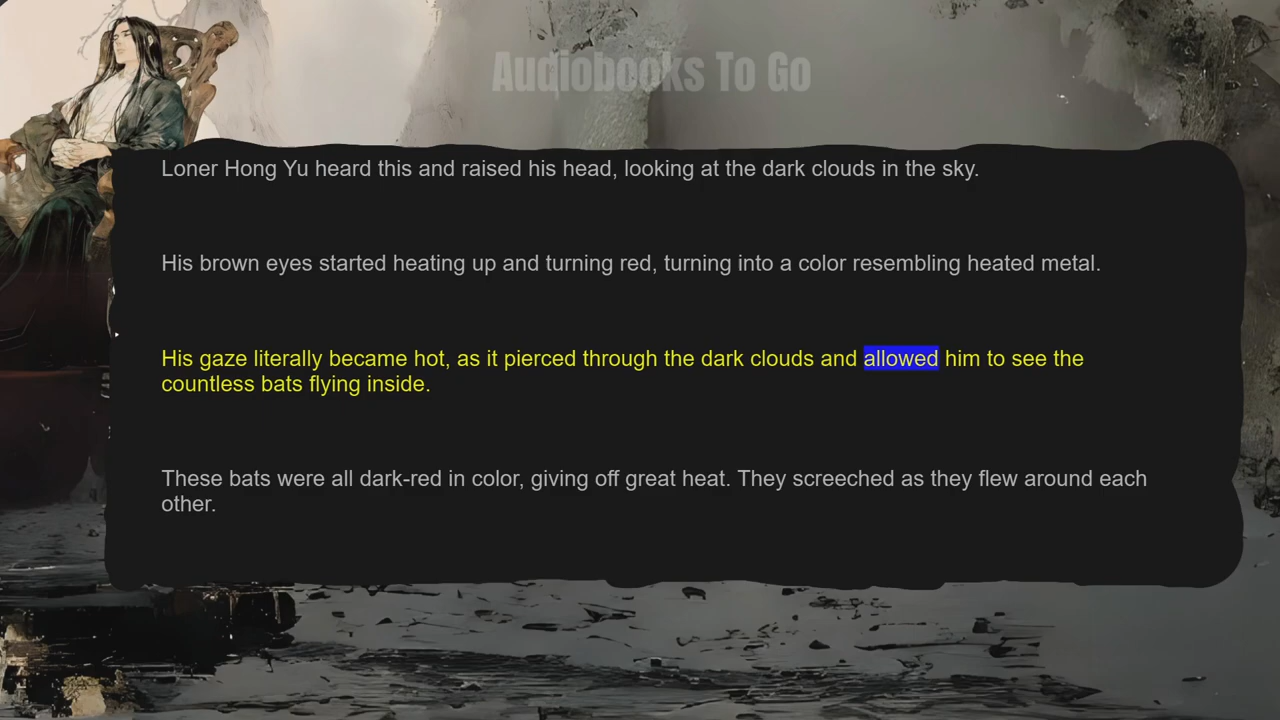 Audiobooks To Go
Loner Hong Yu heard this and raised his head, looking at the dark clouds in the sky.
His brown eyes started heating up and turning red, turning into a color resembling heated metal.
His gaze literally became hot, as it pierced through the dark clouds and allowed him to see the
countless bats flying inside.
These bats were all dark-red in color, giving off great heat. They screeched as they flew around each
other.